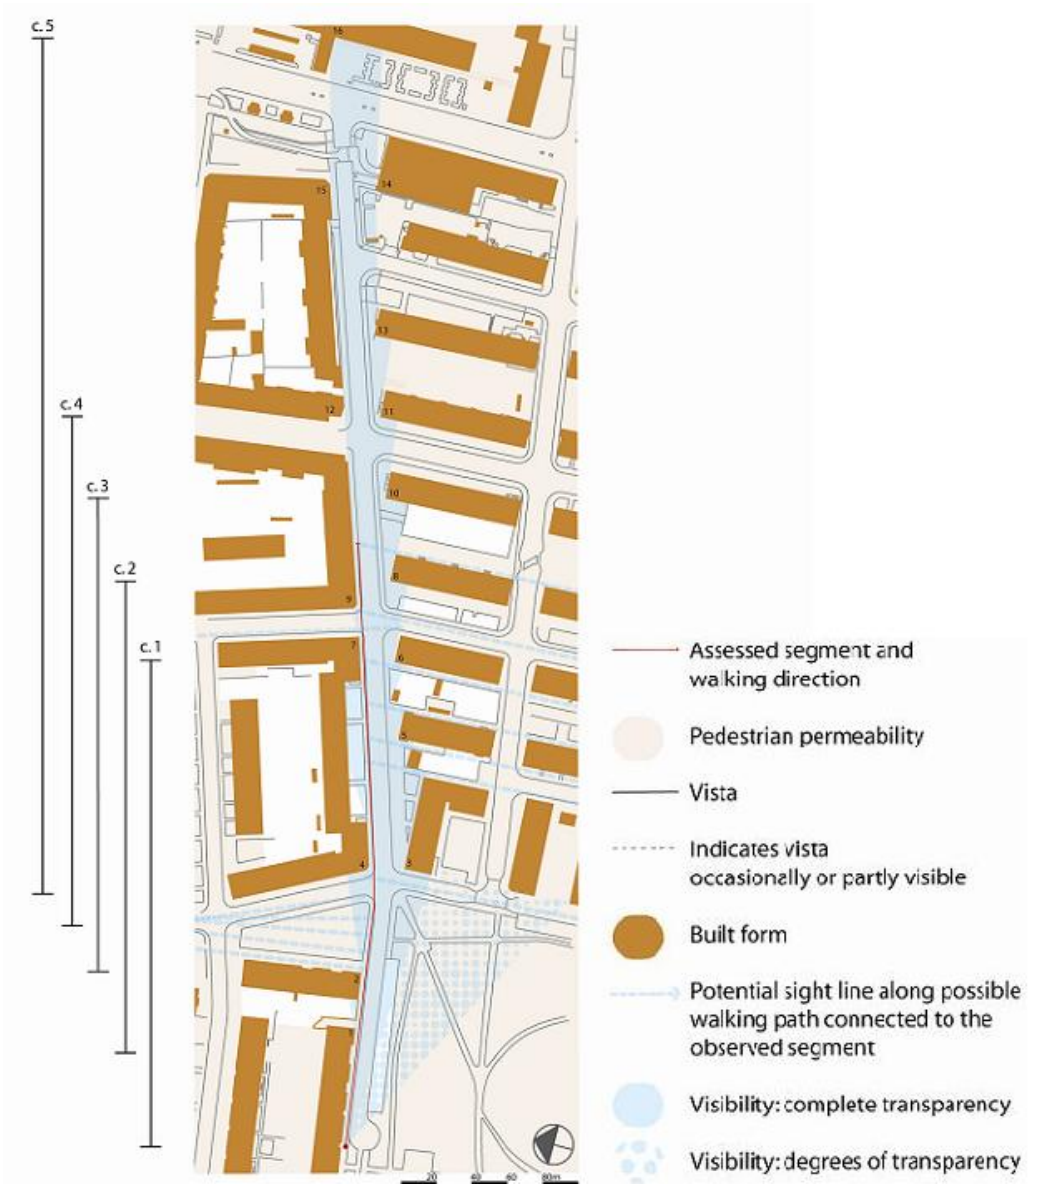 c.5
c.4
c.3
c.2
c.1
16
15
14
13
12
11
10
8
9
7
6
5
4
3
2
Assessed segment and
walking direction
Pedestrian permeability
Vista
Indicates vista
occasionally or partly visible
Built form
Potential sight line along possible
walking path connected to the
observed segment
Visibility: complete transparency
Visibility: degrees of transparency
20 40 60 80m